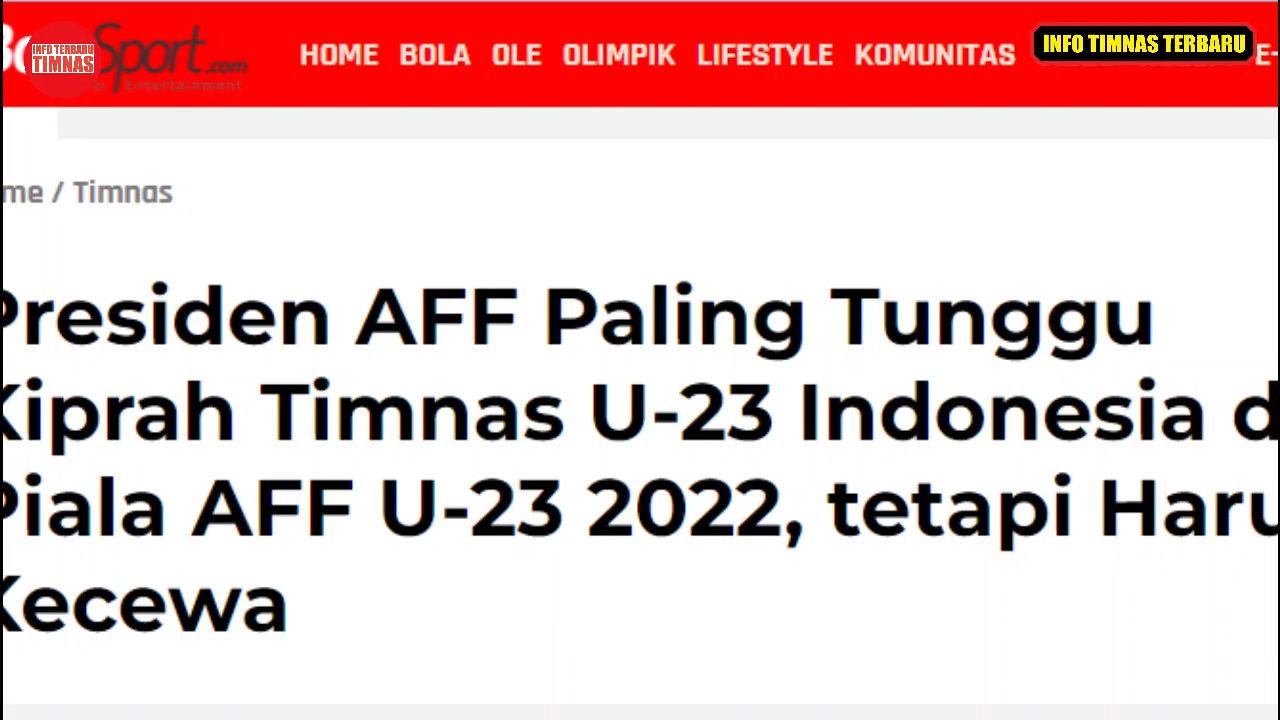 Sport.com
Entertainment
INFO TERBARU
TIMNAS
HOME BOLA OLE OLIMPIK LIFESTYLE KOMUNITAS
INFO TIMNAS TERBARU
E-
me / Timnas
Presiden AFF Paling Tunggu
Kiprah Timnas U-23 Indonesia d
Piala AFF U-23 2022, tetapi Haru
Kecewa